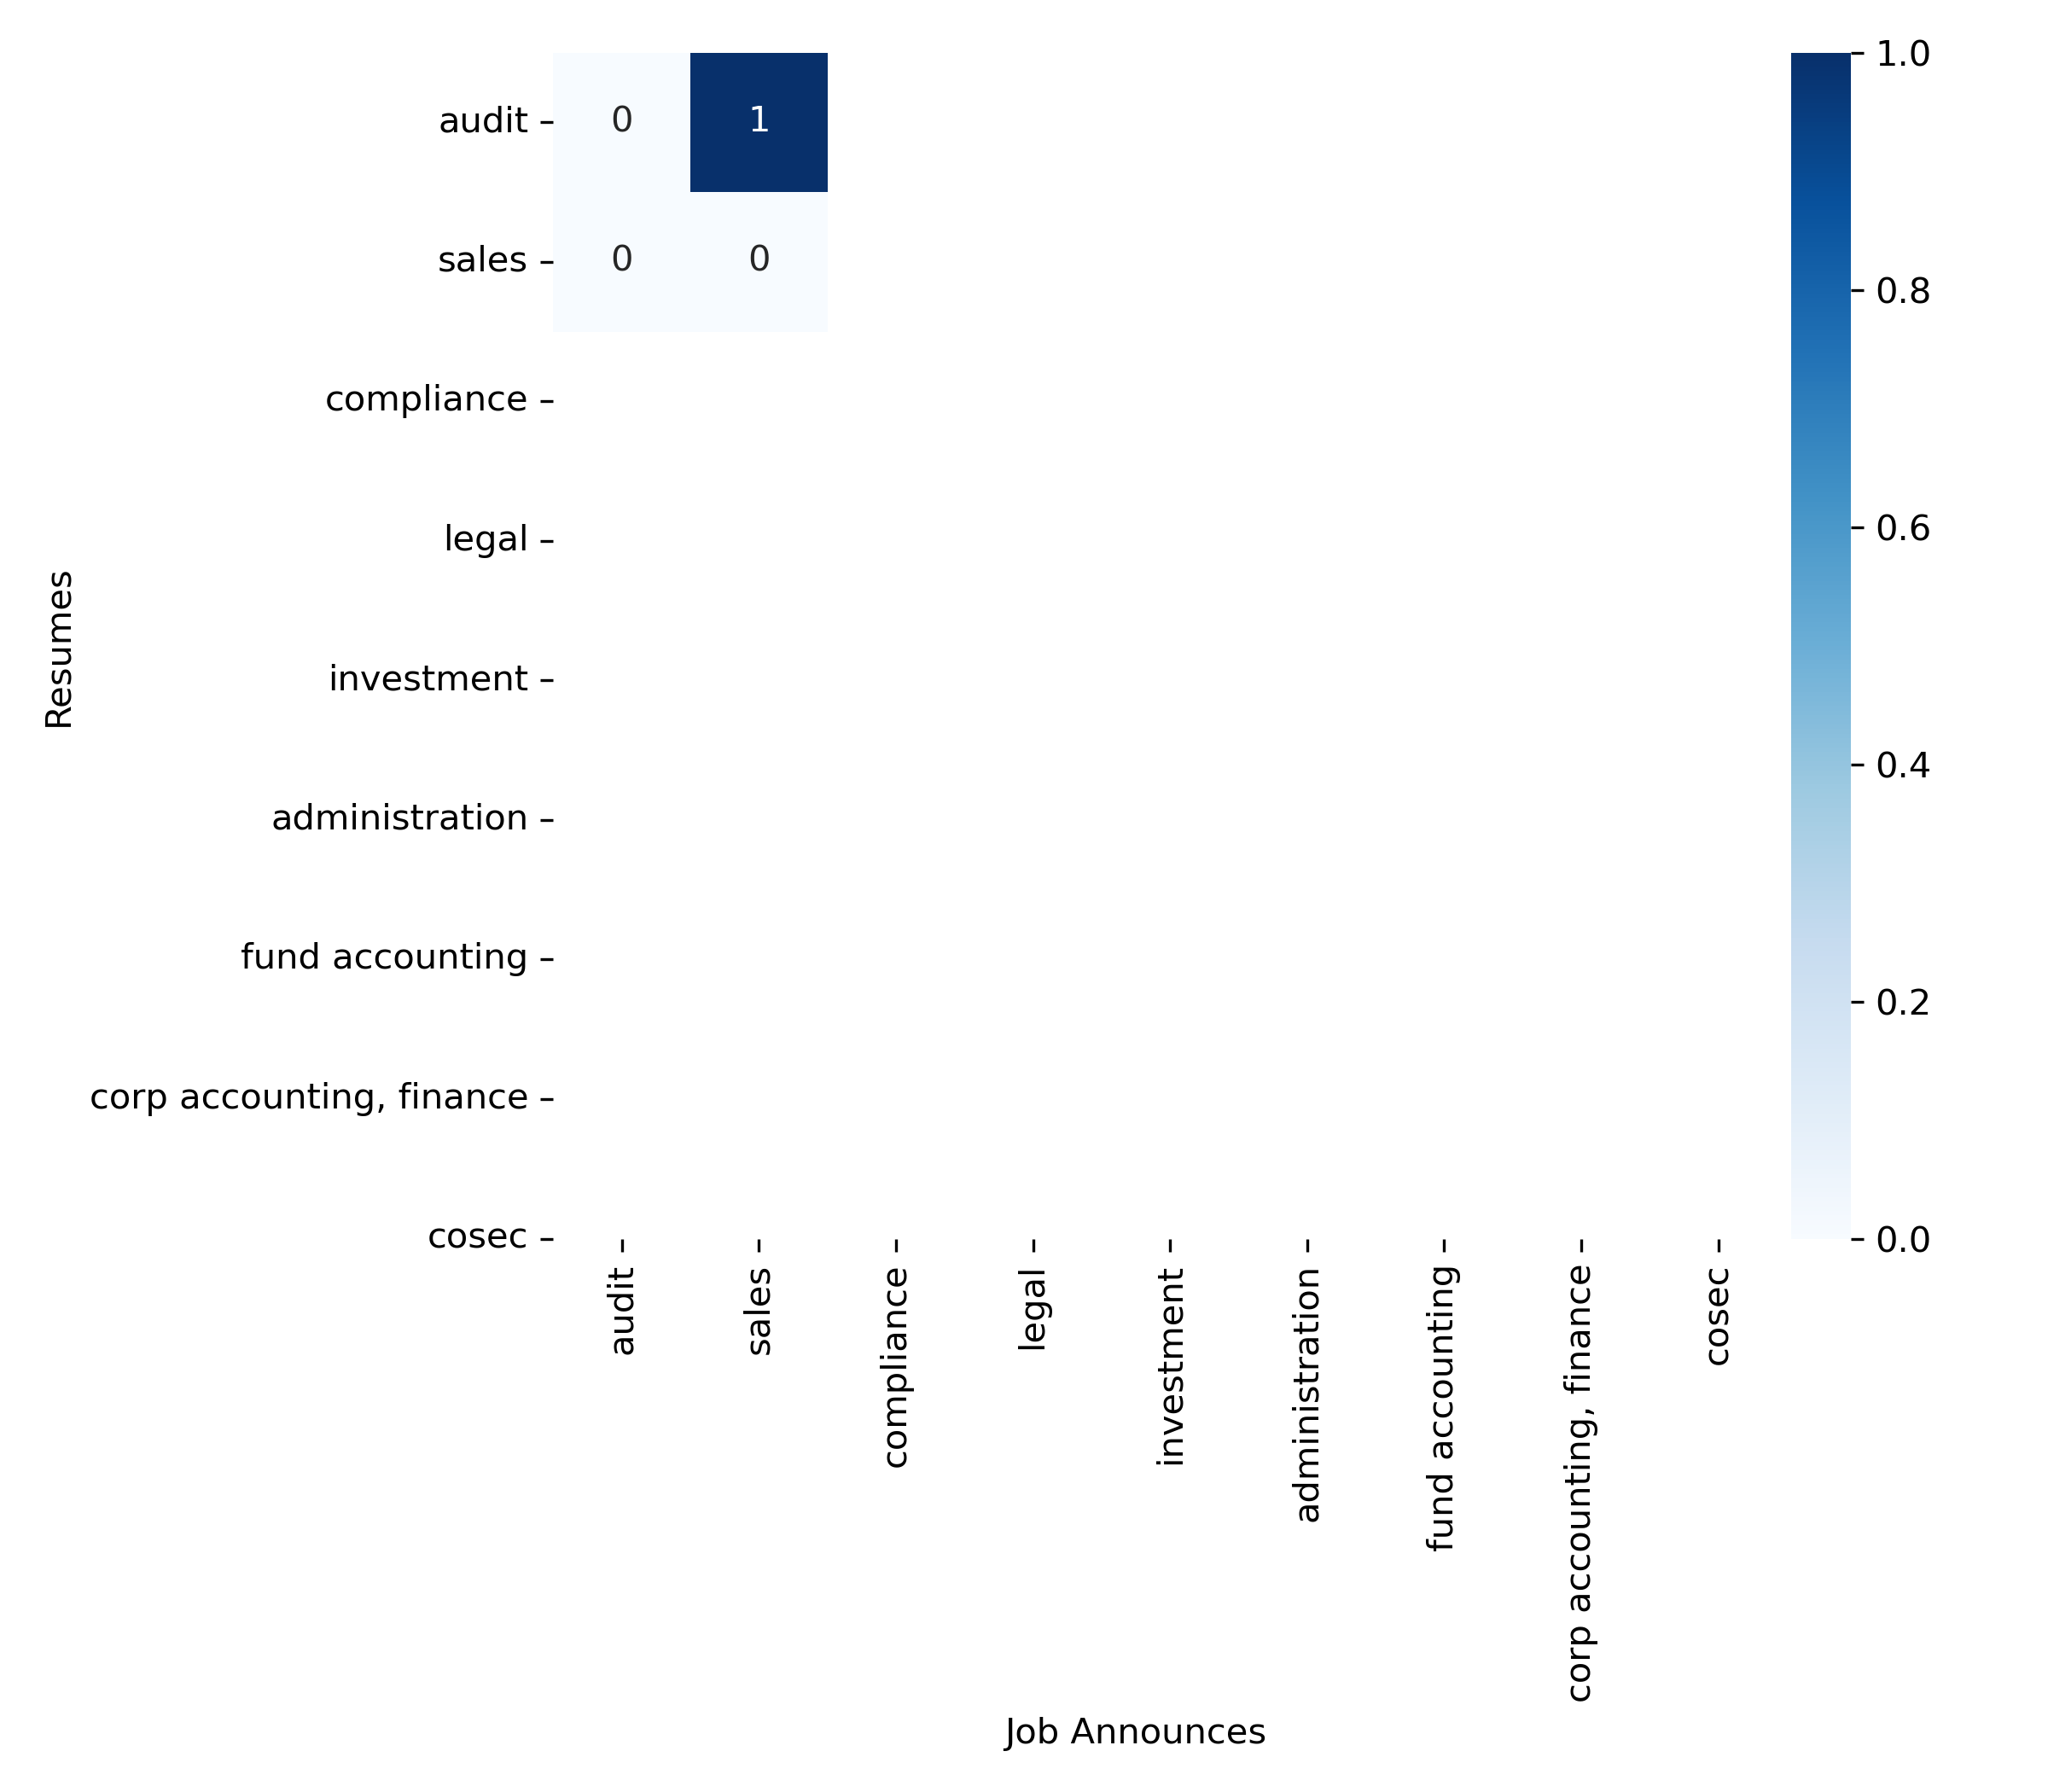 audit
0 1
sales
0 0
compliance
legal
investment
administration
fund accounting
corp accounting, finance
cosec
Resumes
audit
sales
compliance
legal
investment
administration
fund accounting
corp accounting, finance
cosec
Job Announces
1.0
0.8
0.6
0.4
0.2
0.0